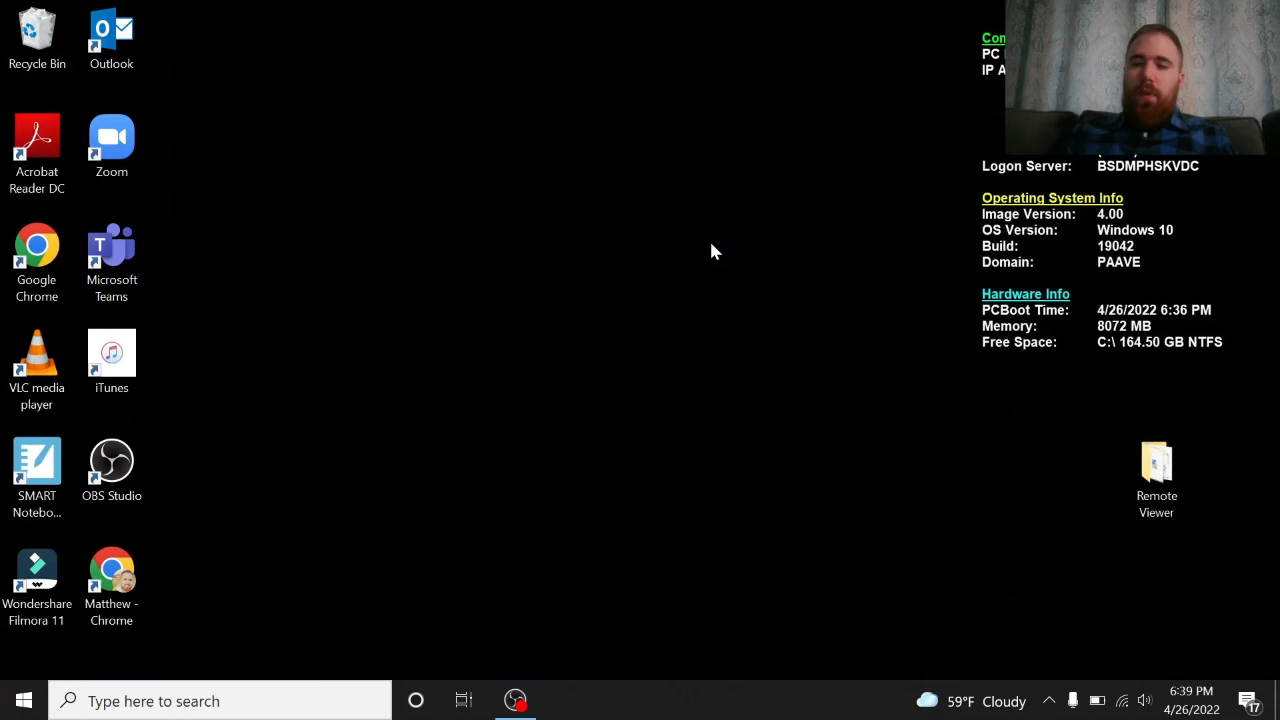 Recycle Bin
Outlook
Acrobat
Reader DC
Zoom
Google
Chrome
Microsoft
Teams
VLC media
player
iTunes
SMART
Notebo...
OBS Studio
Wondershare
Filmora 11
Matthew -
Chrome
Com
PC
IP A
Logon Server: BSDMPHSKVDC
Operating System Info
Image Version: 4.00
OS Version: Windows 10
Build: 19042
Domain: PAAVE
Hardware Info
PCBoot Time: 4/26/2022 6:36 PM
Memory: 8072 MB
Free Space: C:\ 164.50 GB NTFS
Remote
Viewer
Type here to search
59°F Cloudy
6:39 PM
4/26/2022
17